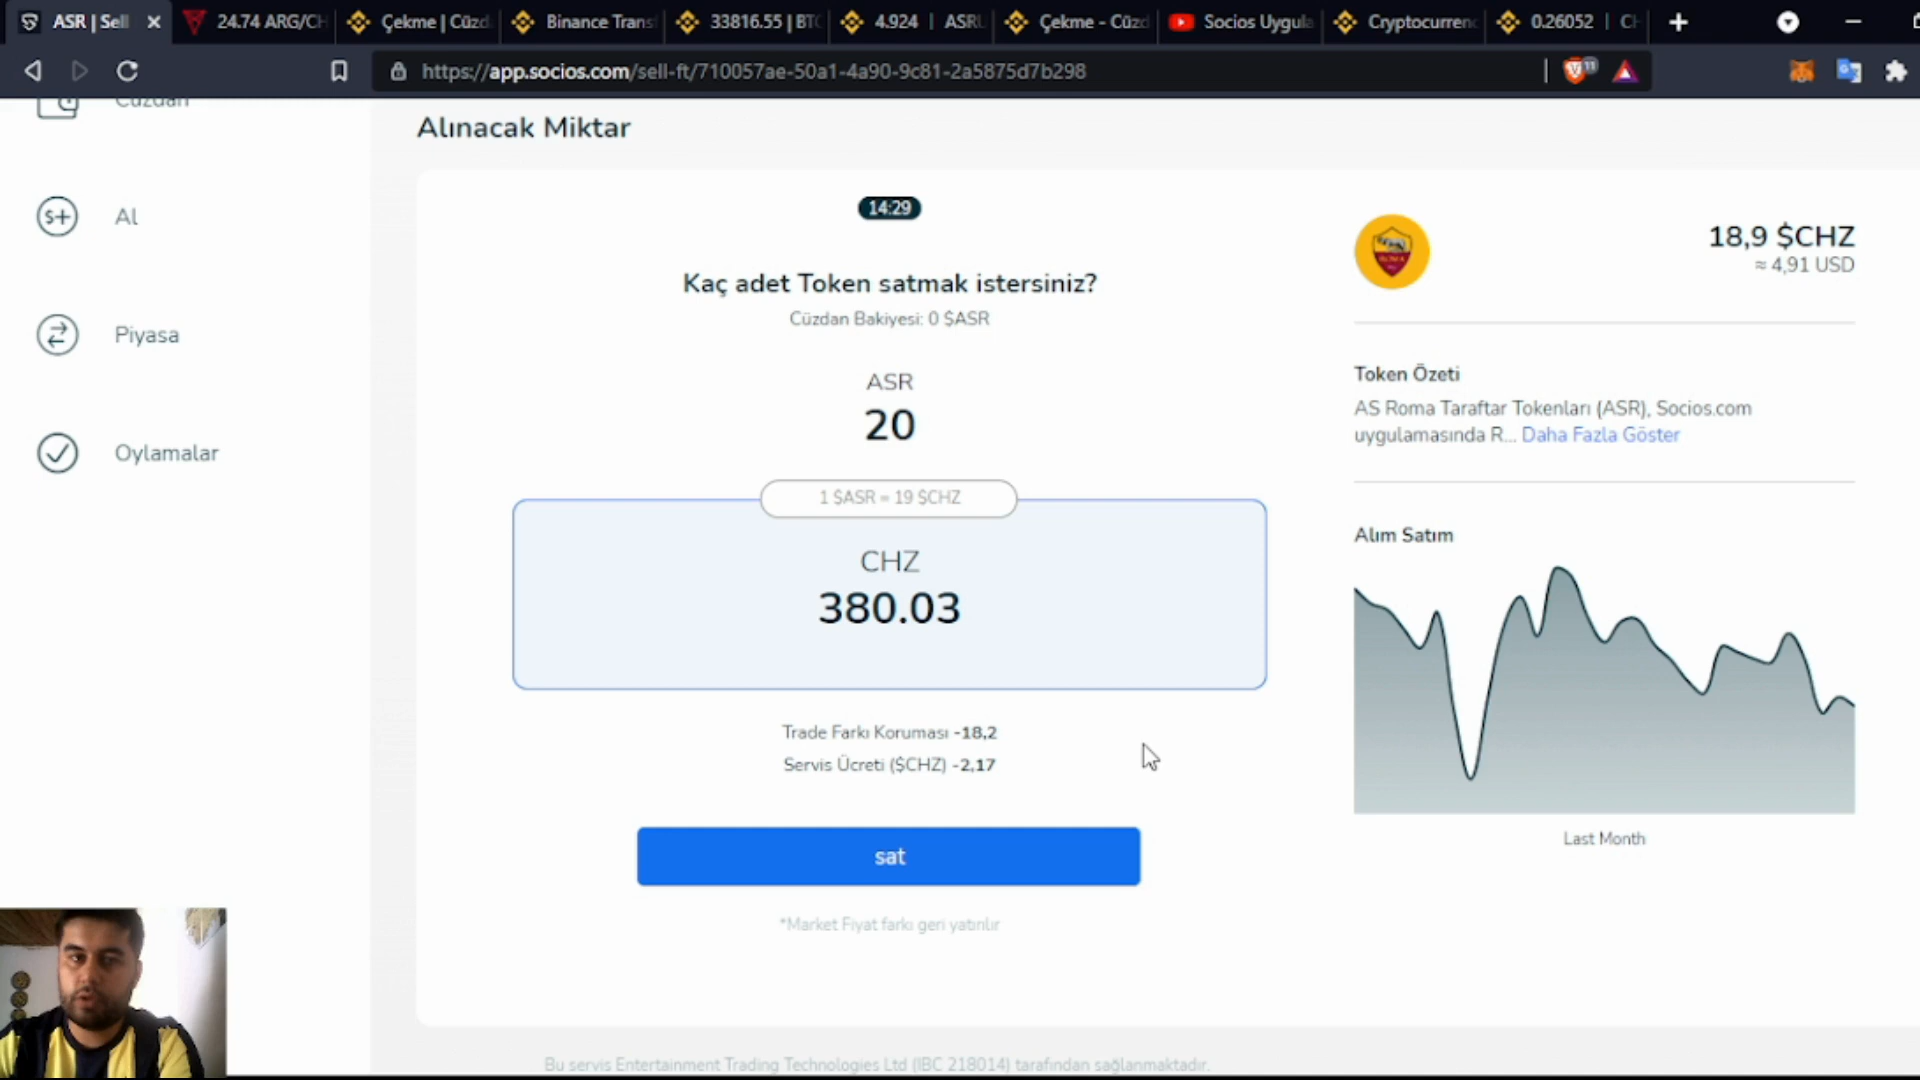 ASR | Sell
24.74 ARG/CH
Çekme | Cüzd
Binance Trans
33816.55 | BTC
4.924 | ASRU
Çekme - Cüzd
Socios Uygula
Cryptocurrenc
0.26052 | CH
https://app.socios.com/sell-ft/710057ae-50a1-4a90-9c81-2a5875d7b298
11
Cüzdan
Al
Piyasa
Oylamalar
Alınacak Miktar
14:29
Kaç adet Token satmak istersiniz?
Cüzdan Bakiyesi: 0 $ASR
ASR
20
1 $ASR = 19 $CHZ
CHZ
380.03
Trade Farkı Koruması -18,2
Servis Ücreti ($CHZ) -2,17
sat
*Market Fiyat farkı geri yatırılır
18,9 $CHZ
≈ 4,91 USD
Token Özeti
AS Roma Taraftar Tokenları (ASR), Socios.com
uygulamasında R... Daha Fazla Göster
Alım Satım
Last Month
Bu servis Entertainment Trading Technologies Ltd (IBC 218014) tarafından sağlanmaktadır.